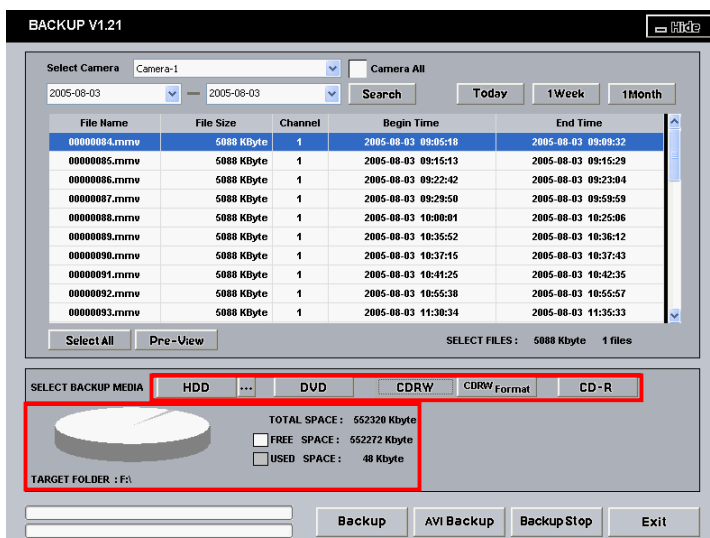 BACKUP V1.21 Hide
Select Camera Camera-1 Camera All
2005-08-03 2005-08-03 Search Today 1Week 1Month
File Name File Size Channel Begin Time End Time
00000084.mmv 5088 KByte 1 2005-08-03 09:05:18 2005-08-03 09:09:32
00000085.mmv 5088 KByte 1 2005-08-03 09:15:13 2005-08-03 09:15:29
00000086.mmv 5088 KByte 1 2005-08-03 09:22:42 2005-08-03 09:23:04
00000087.mmv 5088 KByte 1 2005-08-03 09:29:50 2005-08-03 09:59:59
00000088.mmv 5088 KByte 1 2005-08-03 10:00:01 2005-08-03 10:25:06
00000089.mmv 5088 KByte 1 2005-08-03 10:35:52 2005-08-03 10:36:12
00000090.mmv 5088 KByte 1 2005-08-03 10:37:15 2005-08-03 10:37:43
00000091.mmv 5088 KByte 1 2005-08-03 10:41:25 2005-08-03 10:42:35
00000092.mmv 5088 KByte 1 2005-08-03 10:55:38 2005-08-03 10:55:57
00000093.mmv 5088 KByte 1 2005-08-03 11:30:34 2005-08-03 11:35:33
Select All Pre-View SELECT FILES : 5088 Kbyte 1 files
SELECT BACKUP MEDIA HDD ... DVD CDRW CDRW Format CD-R
TOTAL SPACE : 552320 Kbyte
FREE SPACE : 552272 Kbyte
USED SPACE : 48 Kbyte
TARGET FOLDER : F:\
Backup AVI Backup Backup Stop Exit